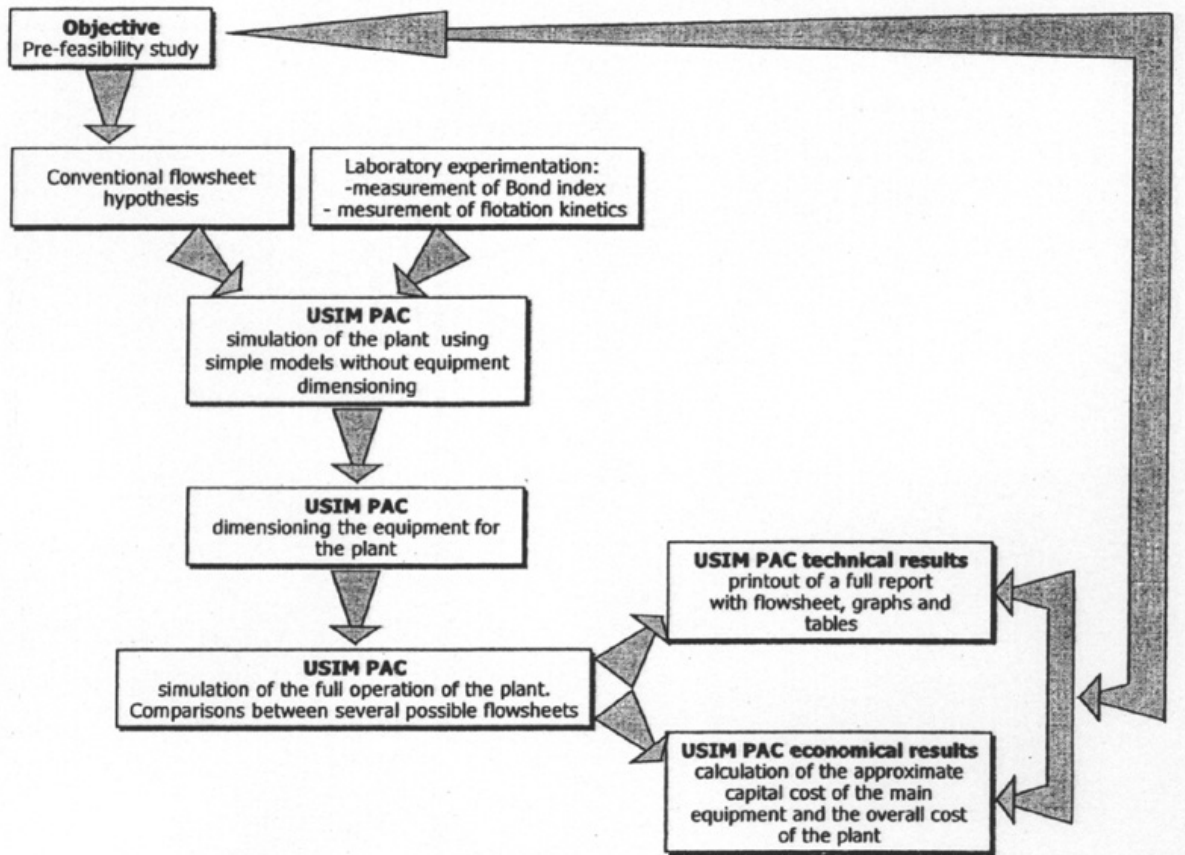 Objective
Pre-feasibility study
Conventional flowsheet
hypothesis
Laboratory experimentation:
-measurement of Bond index
- mesurement of flotation kinetics
USIM PAC
simulation of the plant using
simple models without equipment
dimensioning
USIM PAC
dimensioning the equipment for
the plant
USIM PAC
simulation of the full operation of the plant.
Comparisons between several possible flowsheets
USIM PAC technical results
printout of a full report
with flowsheet, graphs and
tables
USIM PAC economical results
calculation of the approximate
capital cost of the main
equipment and the overall cost
of the plant